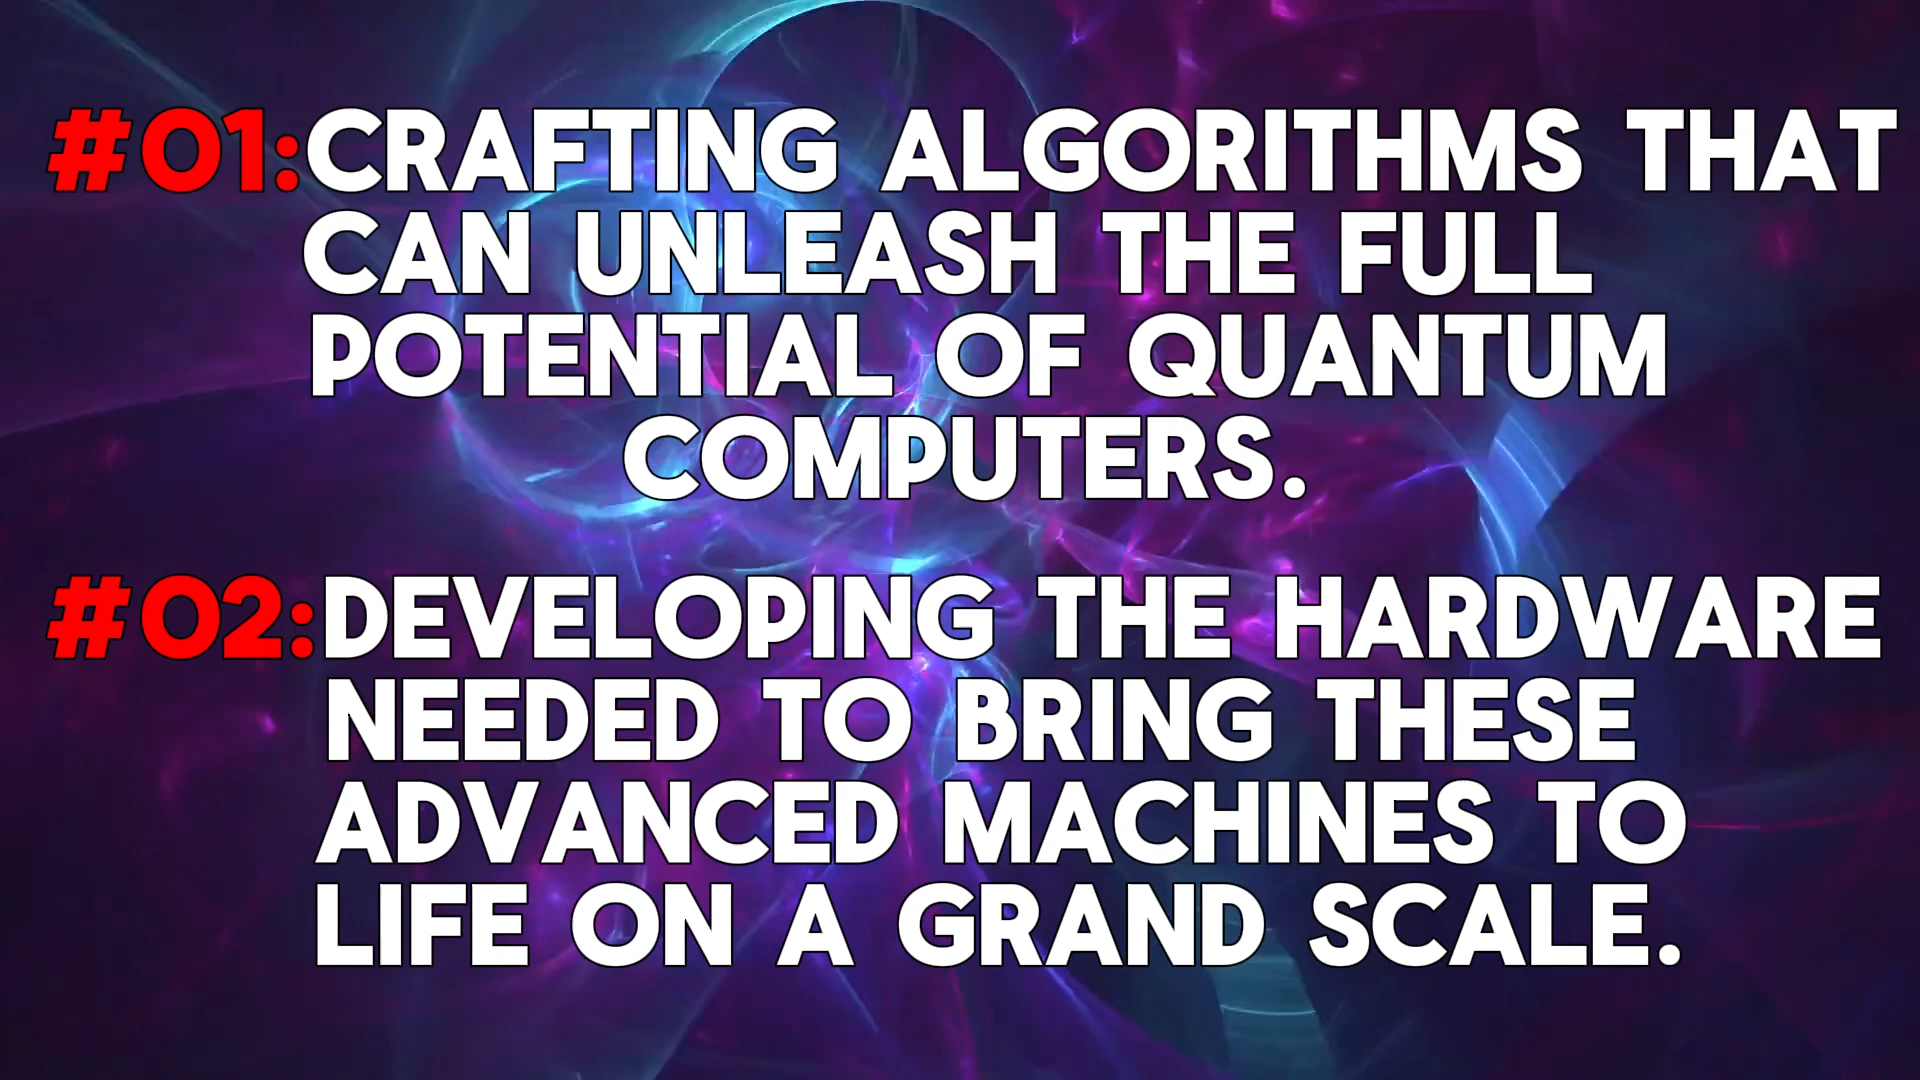 #01:CRAFTING ALGORITHMS THAT
CAN UNLEASH THE FULL
POTENTIAL OF QUANTUM
COMPUTERS.
#02:DEVELOPING THE HARDWARE
NEEDED TO BRING THESE
ADVANCED MACHINES TO
LIFE ON A GRAND SCALE.